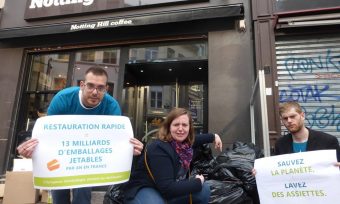 Notting
Notting Hill coffee
RESTAURATION RAPIDE
=
13 MILLIARDS
D'EMBALLAGES
JETABLES
PAR AN EN FRANCE
SAUVEZ
LA PLANÈTE,
LAVEZ
DES ASSIETTES.